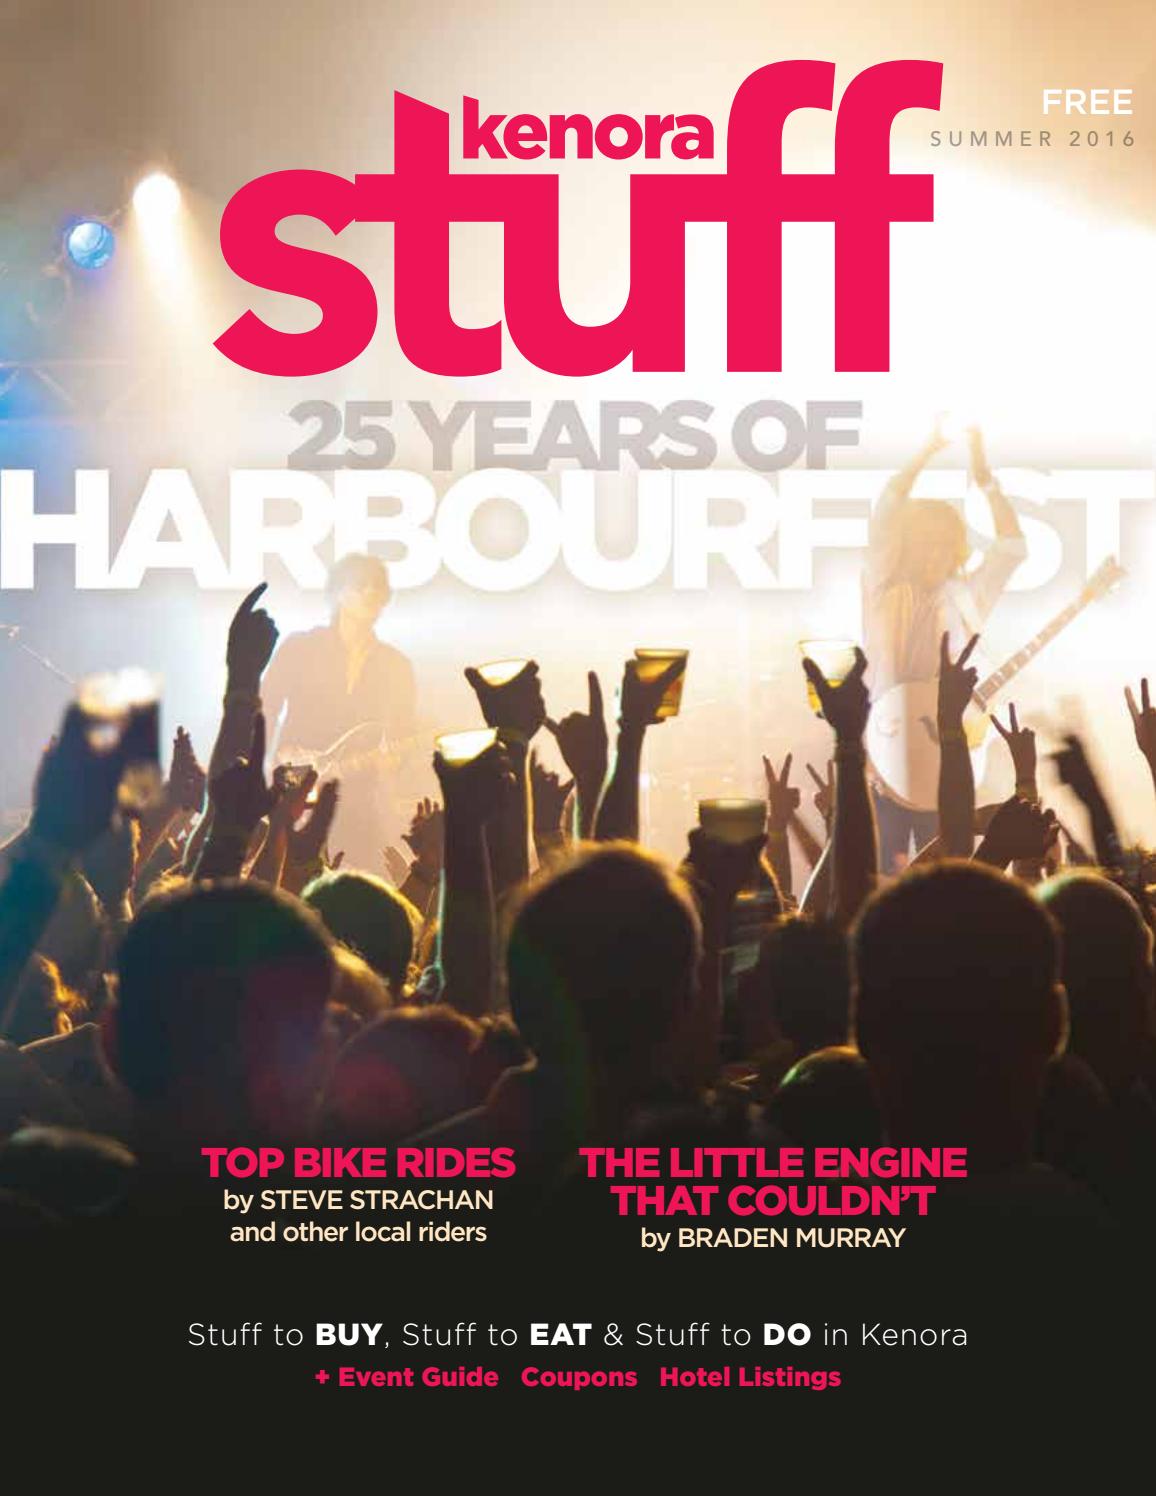 FREE
SUMMER 2016
kenora
stuff
25 YEARS OF
HARBOURFEST
TOP BIKE RIDES
by STEVE STRACHAN
and other local riders
THE LITTLE ENGINE
THAT COULDN'T
by BRADEN MURRAY
Stuff to BUY, Stuff to EAT & Stuff to DO in Kenora
+ Event Guide Coupons Hotel Listings